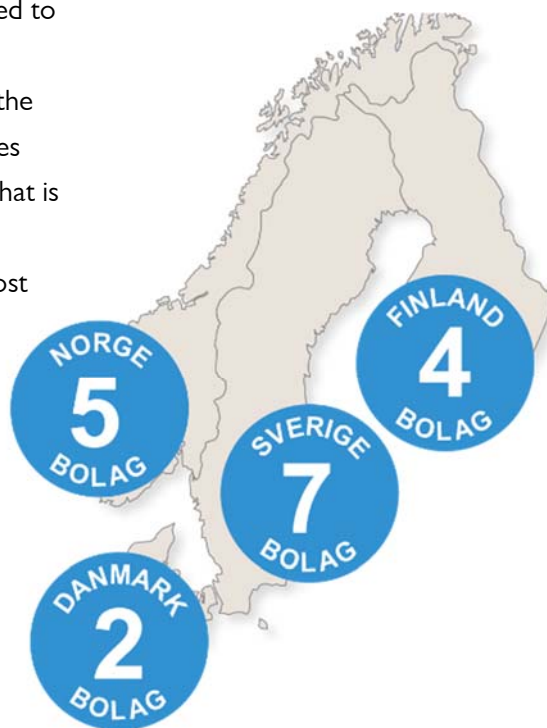 ed to
the
es
hat is
ost
NORGE
5
BOLAG
FINLAND
4
BOLAG
SVERIGE
7
BOLAG
DANMARK
2
BOLAG